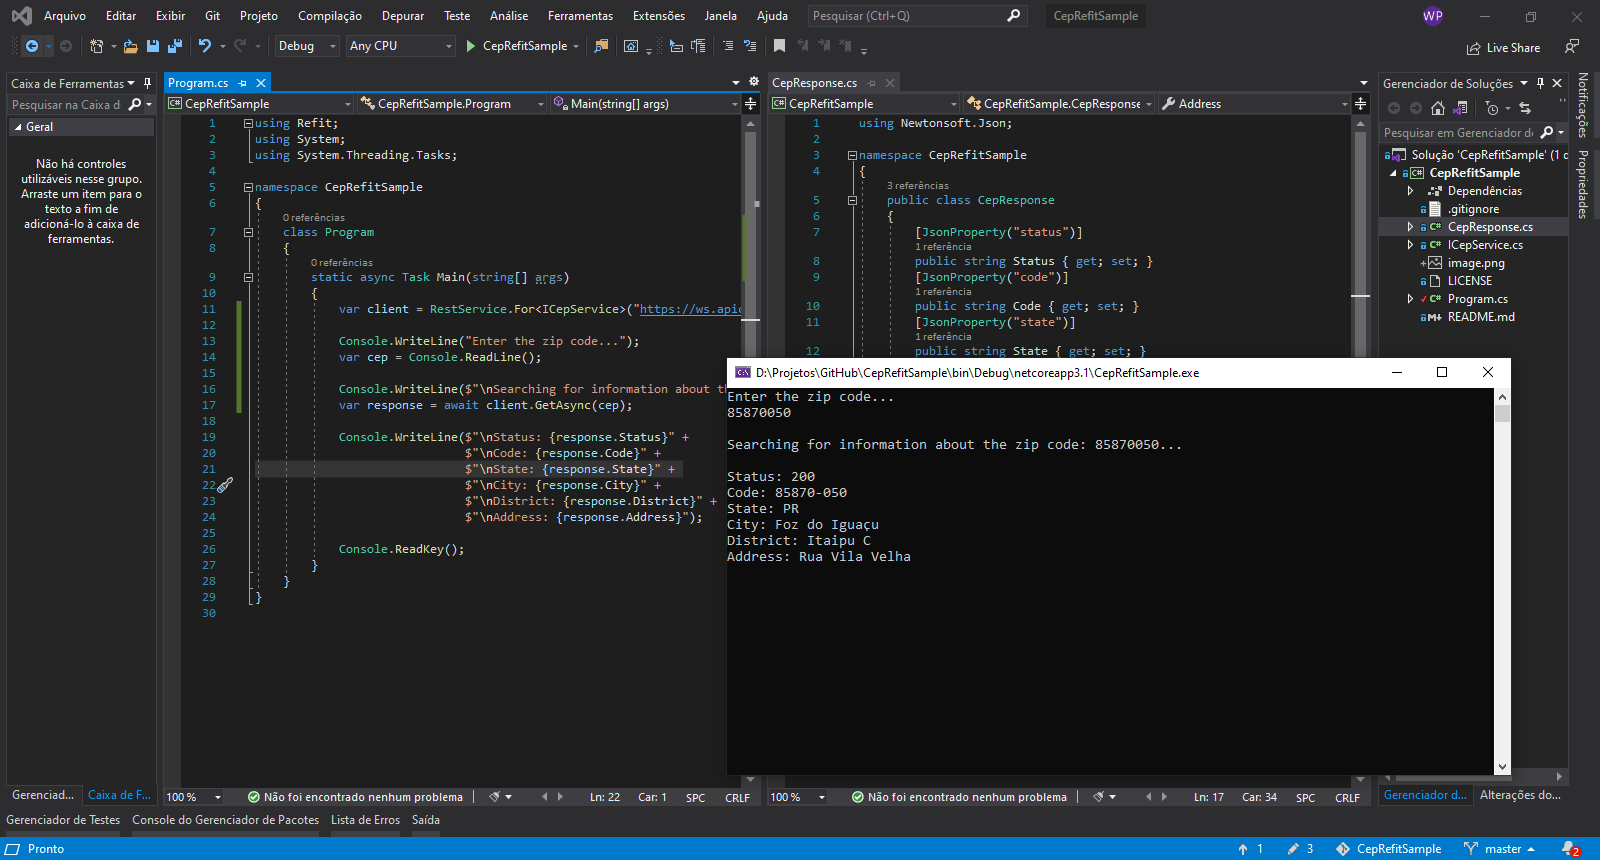 Arquivo Editar Exibir Git Projeto Compilação Depurar Teste Análise Ferramentas Extensões Janela Ajuda Pesquisar (Ctrl+Q) CepRefitSample WP
Debug Any CPU CepRefitSample Live Share
Caixa de Ferramentas
Pesquisar na Caixa d
Geral
Não há controles
utilizáveis nesse grupo.
Arraste um item para o
texto a fim de
adicioná-lo à caixa de
ferramentas.
Gerenciad... Caixa de F...
Program.cs
CepRefitSample CepRefitSample.Program Main(string[] args)
1 using Refit;
2 using System;
3 using System.Threading.Tasks;
4
5 namespace CepRefitSample
6 {
0 referências
7 class Program
8 {
0 referências
9 static async Task Main(string[] args)
10 {
11 var client = RestService.For<ICepService>("https://ws.apic
12
13 Console.WriteLine("Enter the zip code...");
14 var cep = Console.ReadLine();
15
16 Console.WriteLine($"\nSearching for information about th
17 var response = await client.GetAsync(cep);
18
19 Console.WriteLine($"\nStatus: {response.Status}" +
20 $"\nCode: {response.Code}" +
21 $"\nState: {response.State}" +
22 $"\nCity: {response.City}" +
23 $"\nDistrict: {response.District}" +
24 $"\nAddress: {response.Address}");
25
26 Console.ReadKey();
27 }
28 }
29 }
30
100 % Não foi encontrado nenhum problema Ln: 22 Car: 1 SPC CRLF
CepResponse.cs
CepRefitSample CepRefitSample.CepResponse Address
1 using Newtonsoft.Json;
2
3 namespace CepRefitSample
4 {
3 referências
5 public class CepResponse
6 {
7 [JsonProperty("status")]
1 referência
8 public string Status { get; set; }
9 [JsonProperty("code")]
1 referência
10 public string Code { get; set; }
11 [JsonProperty("state")]
1 referência
12 public string State { get; set; }
100 % Não foi encontrado nenhum problema Ln: 17 Car: 34 SPC CRLF
D:\Projetos\GitHub\CepRefitSample\bin\Debug\netcoreapp3.1\CepRefitSample.exe
Enter the zip code...
85870050
Searching for information about the zip code: 85870050...
Status: 200
Code: 85870-050
State: PR
City: Foz do Iguaçu
District: Itaipu C
Address: Rua Vila Velha
Gerenciador de Soluções
Pesquisar em Gerenciador de
Solução 'CepRefitSample' (1 d
CepRefitSample
Dependências
.gitignore
CepResponse.cs
ICepService.cs
image.png
LICENSE
Program.cs
README.md
Gerenciador d... Alterações do...
Notificações
Propriedades
Gerenciador de Testes Console do Gerenciador de Pacotes Lista de Erros Saída
Pronto 1 3 CepRefitSample master 2